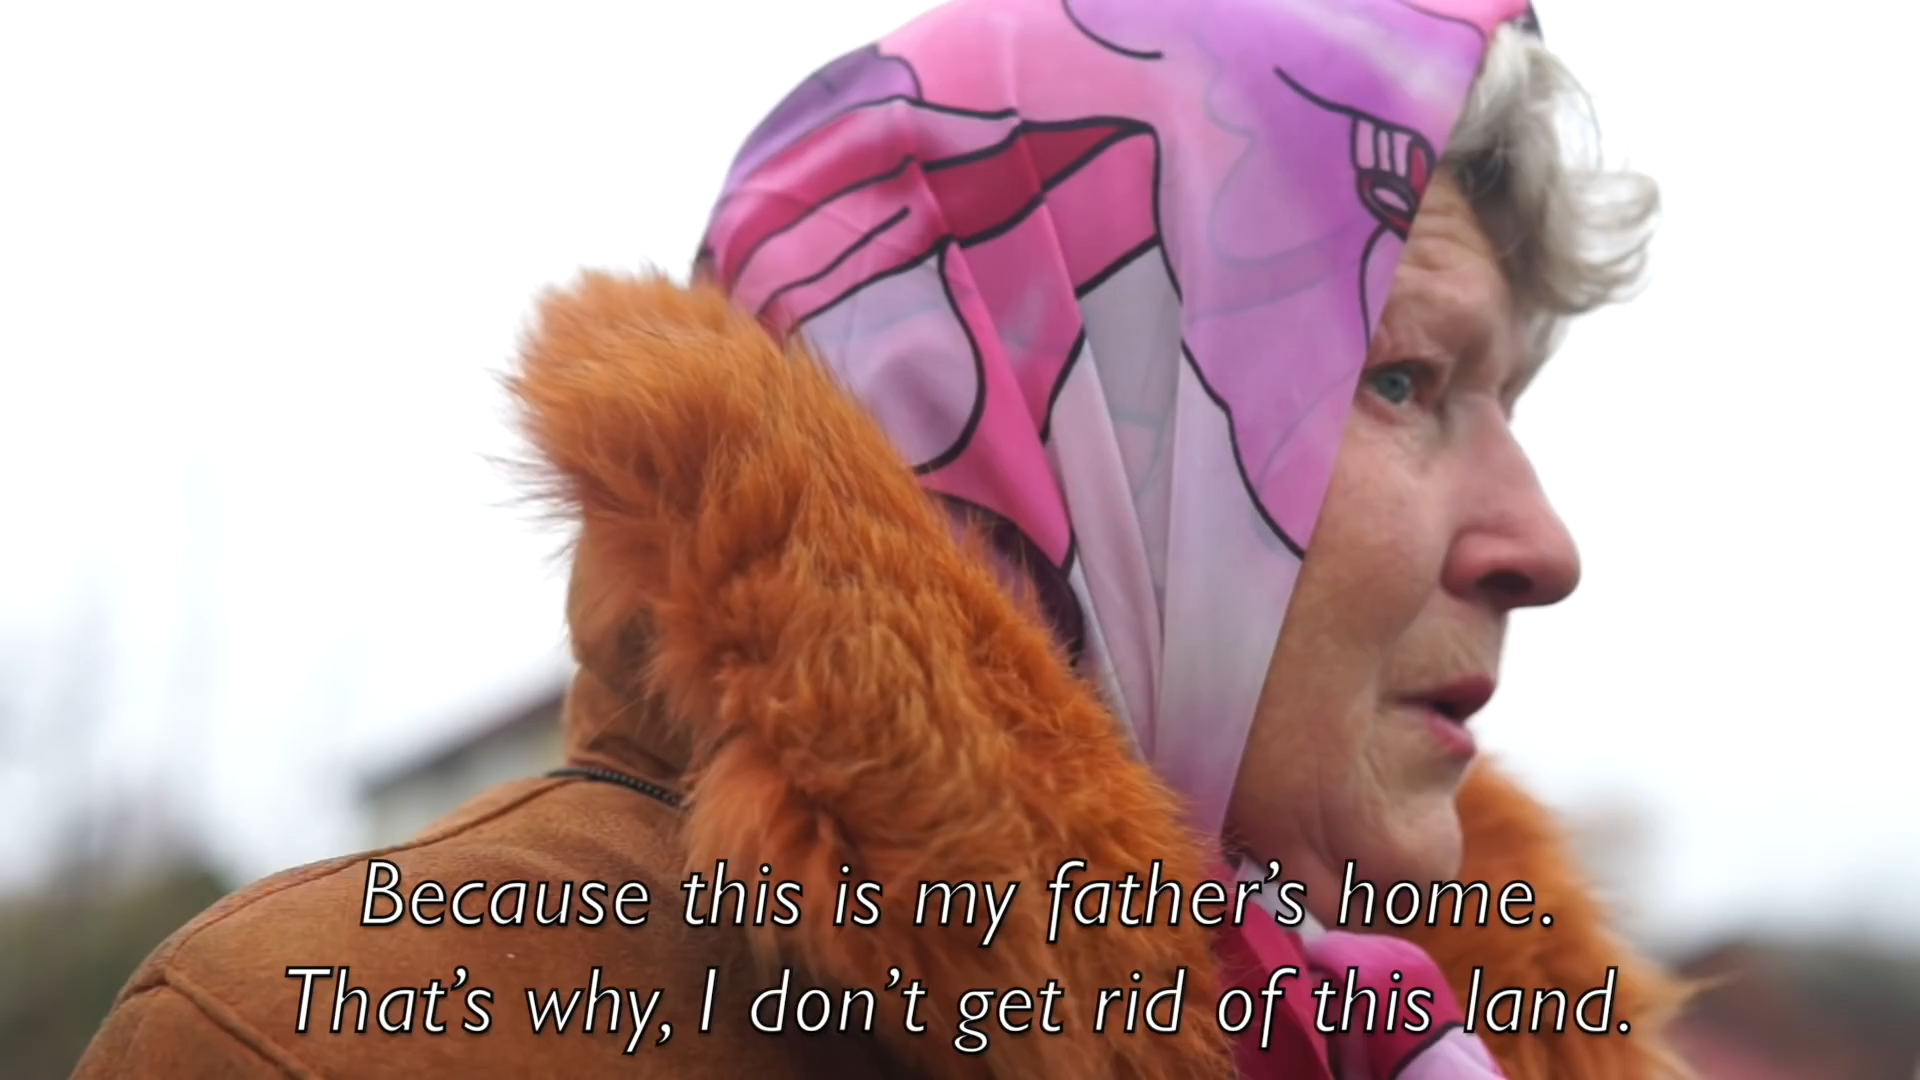 Because this is my father’s home.
That’s why, I don’t get rid of this land.